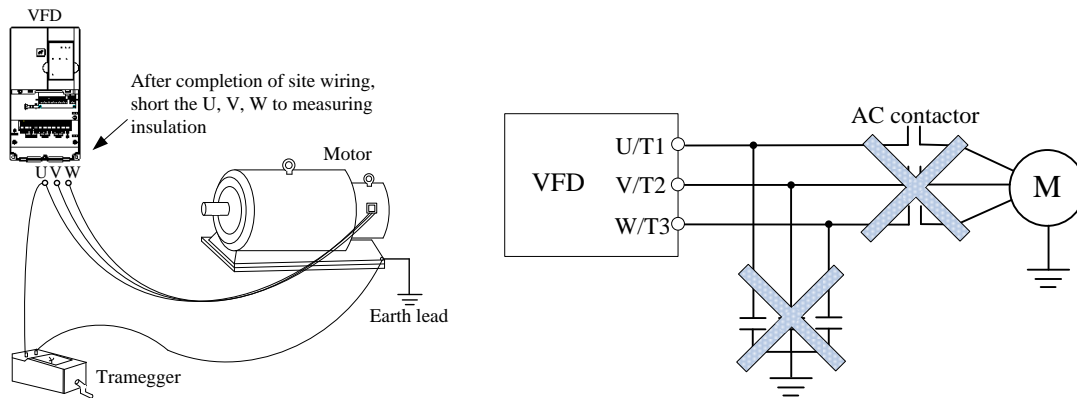 VFD
After completion of site wiring,
short the U, V, W to measuring
insulation
U V W
Motor
Earth lead
Tramegger
AC contactor
VFD
U/T1
V/T2
W/T3
M